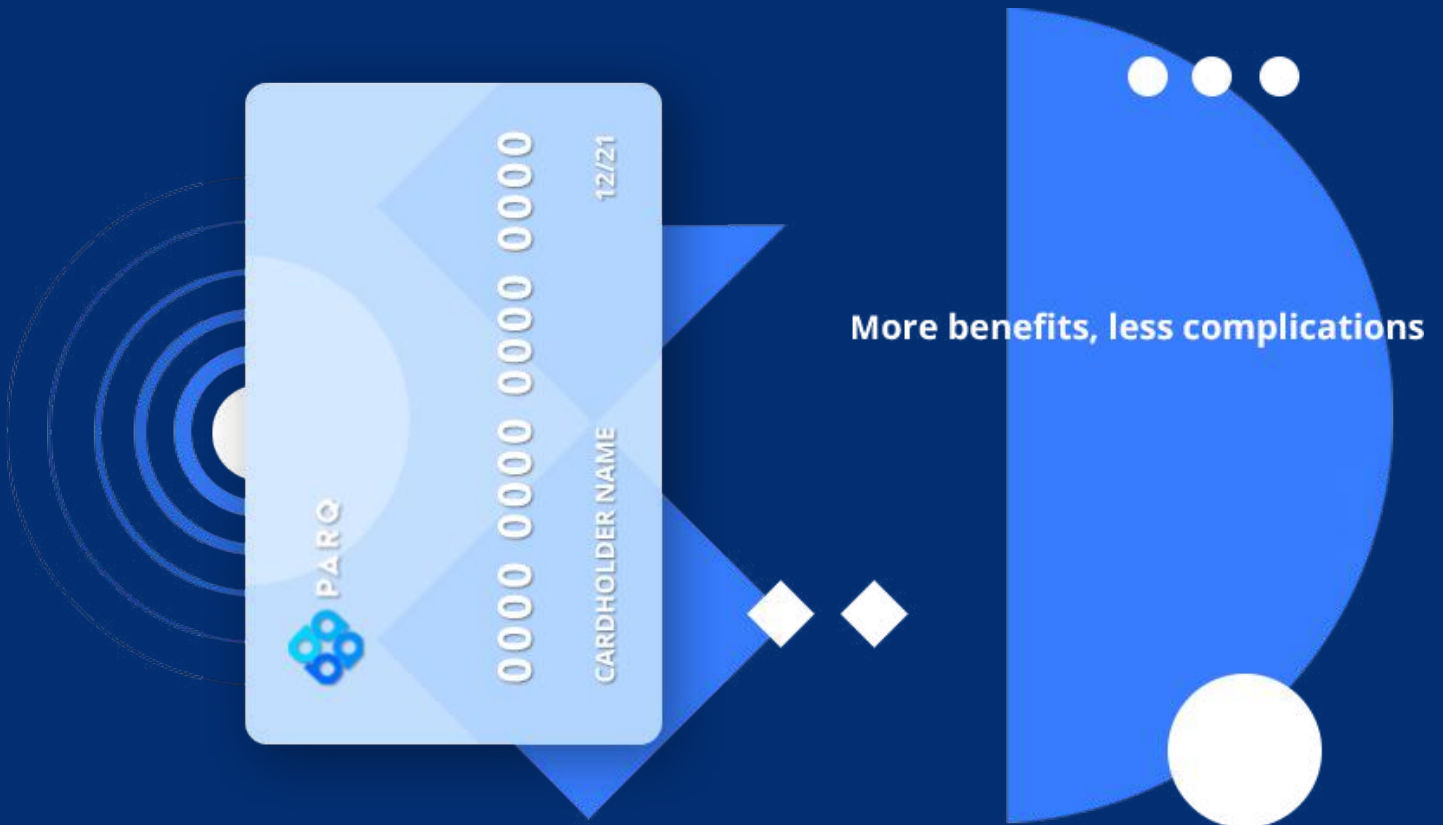 PARQ
0000 0000 0000 0000
CARDHOLDER NAME 12/21
More benefits, less complications